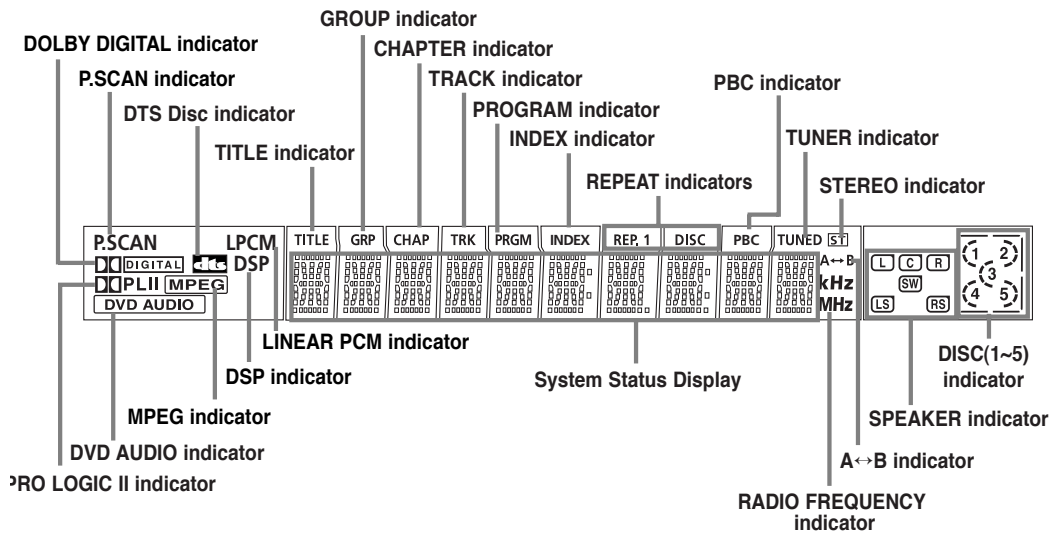 GROUP indicator
DOLBY DIGITAL indicator
CHAPTER indicator
P.SCAN indicator
TRACK indicator
PBC indicator
DTS Disc indicator
PROGRAM indicator
INDEX indicator
TUNER indicator
TITLE indicator
REPEAT indicators
STEREO indicator
P.SCAN LPCM TITLE GRP CHAP TRK PRGM INDEX REP. 1 DISC PBC TUNED ST
DIGITAL dts DSP A↔B L C R 1 2
PLII MPEG kHz SW 3
DVD AUDIO MHz LS RS 4 5
LINEAR PCM indicator
DISC(1~5)
indicator
DSP indicator
System Status Display
MPEG indicator
SPEAKER indicator
DVD AUDIO indicator
A↔B indicator
PRO LOGIC II indicator
RADIO FREQUENCY
indicator